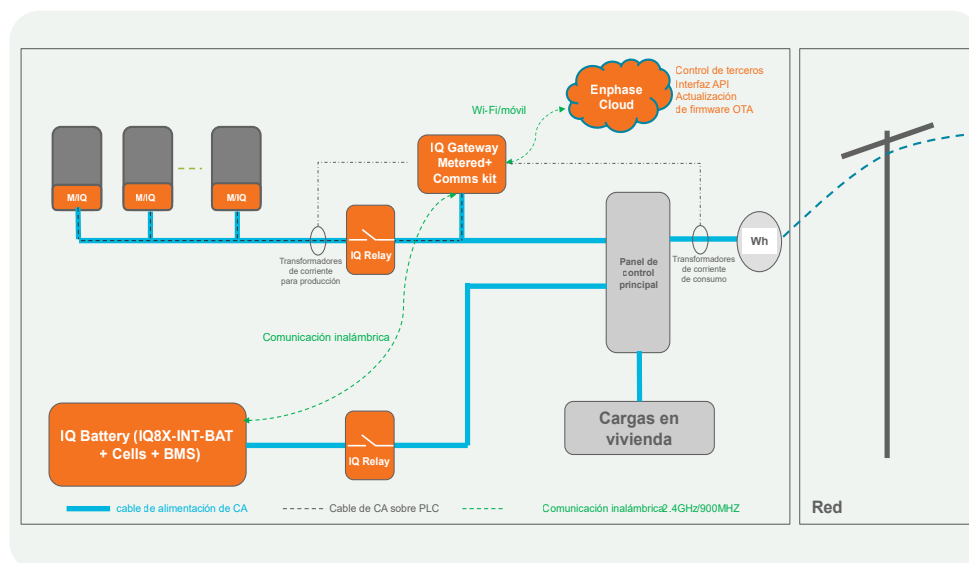 Enphase
Cloud
Control de terceros
Interfaz API
Actualización
de firmware OTA
Wi-Fi/móvil
IQ Gateway
Metered+
Comms kit
M/IQ
M/IQ
M/IQ
IQ Relay
Transformadores
de corriente
para producción
Panel de
control
principal
Transformadores
de corriente
de consumo
Wh
Comunicación inalámbrica
IQ Battery (IQ8X-INT-BAT
+ Cells + BMS)
IQ Relay
Cargas en
vivienda
cable de alimentación de CA
Cable de CA sobre PLC
Comunicación inalámbrica2.4GHz/900MHZ
Red